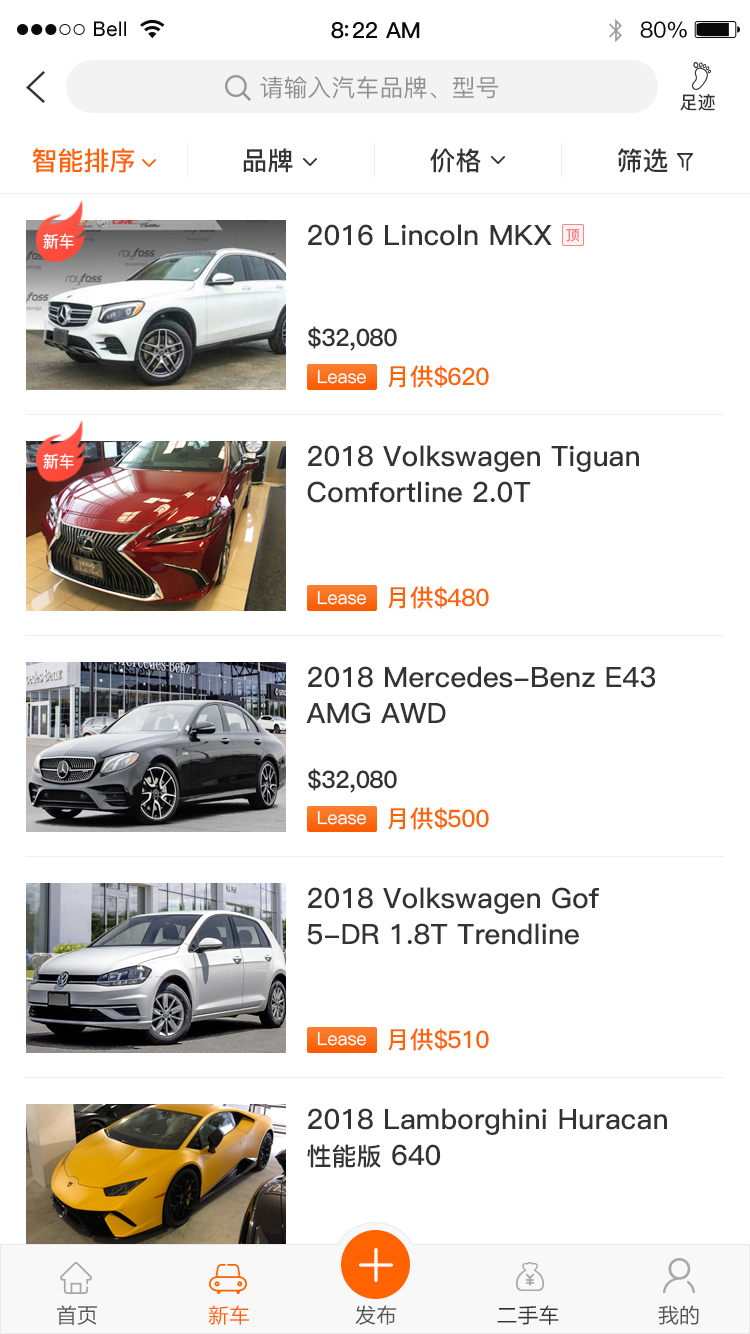 Bell 8:22 AM 80%
请输入汽车品牌、型号
足迹
智能排序 品牌 价格 筛选
新车
2016 Lincoln MKX 顶
$32,080
Lease 月供$620
新车
2018 Volkswagen Tiguan
Comfortline 2.0T
Lease 月供$480
2018 Mercedes-Benz E43
AMG AWD
$32,080
Lease 月供$500
2018 Volkswagen Gof
5-DR 1.8T Trendline
Lease 月供$510
2018 Lamborghini Huracan
性能版 640
首页 新车 发布 二手车 我的